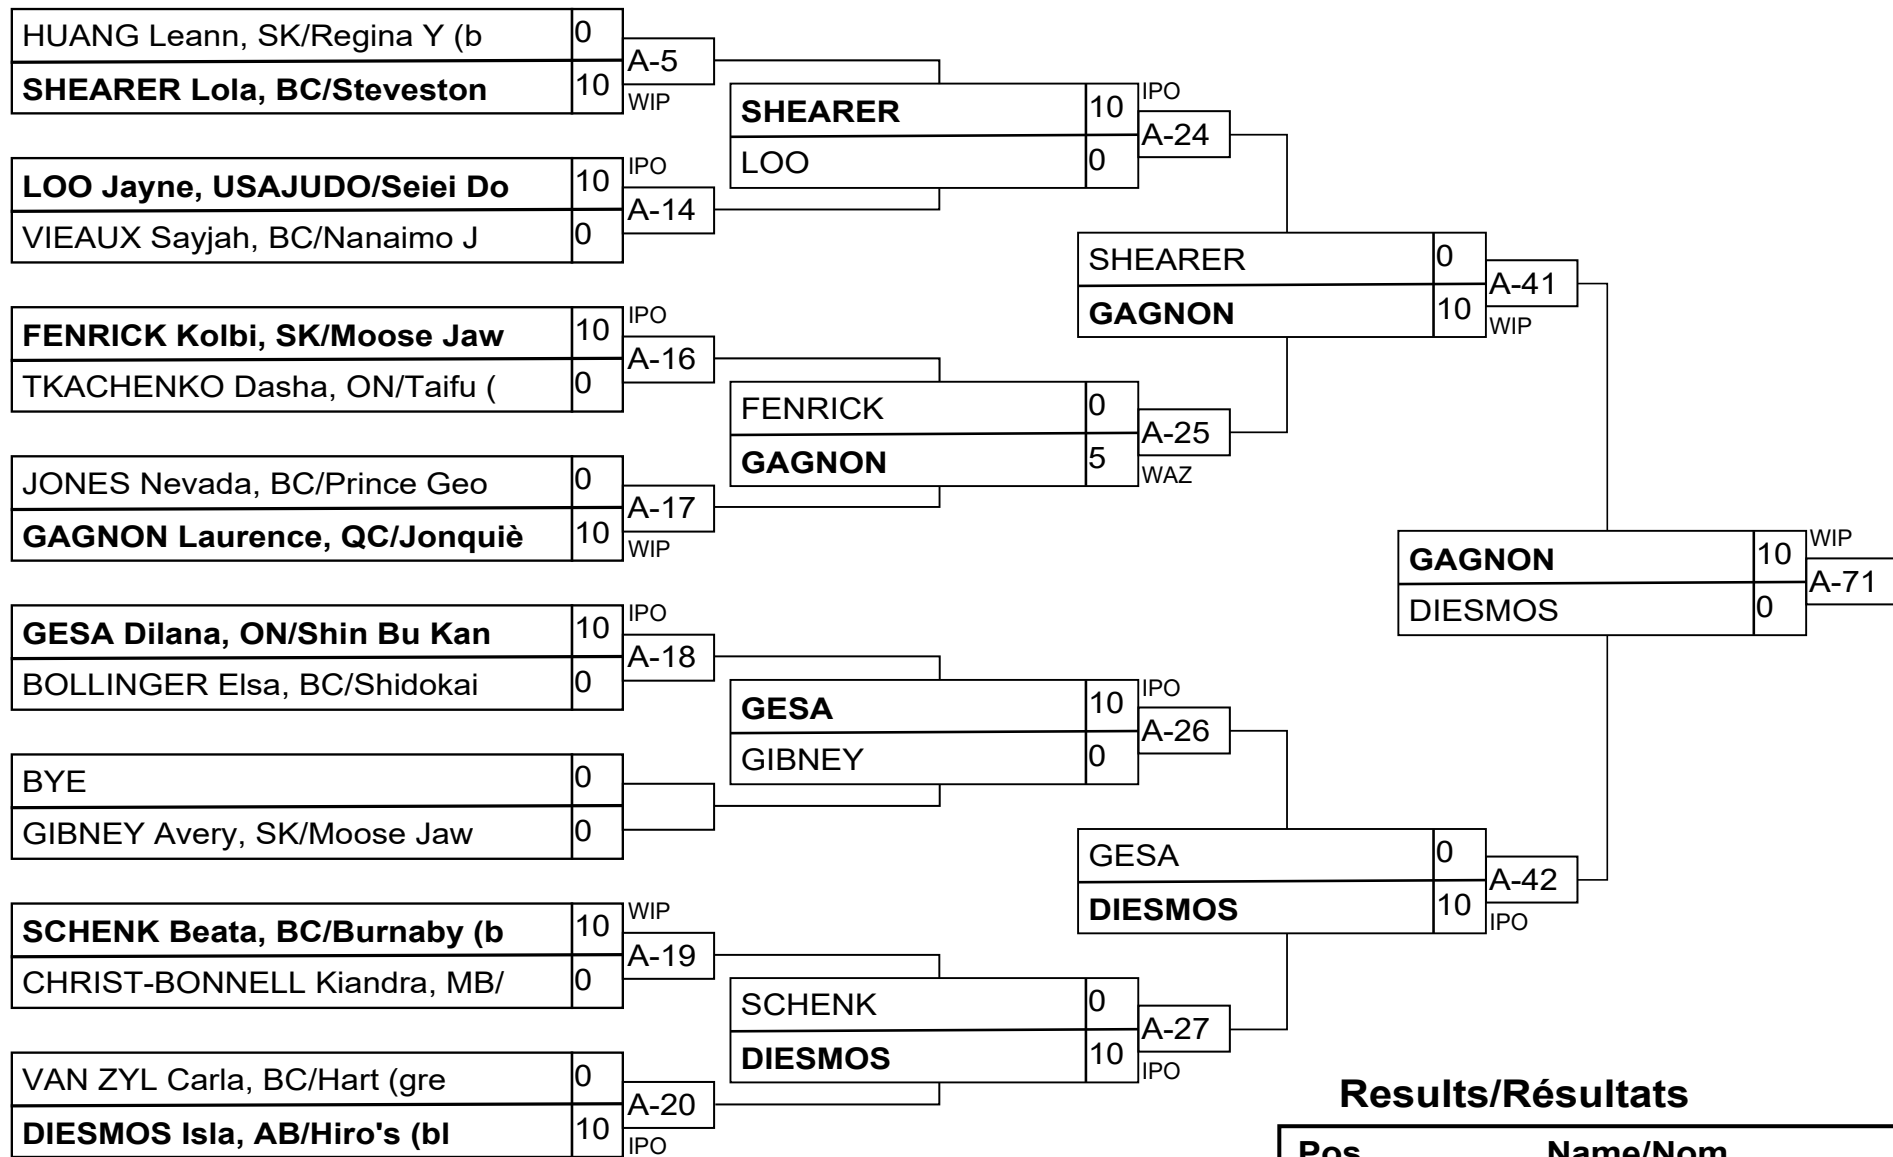 HUANG Leann, SK/Regina Y (b 0
A-5
SHEARER Lola, BC/Steveston 10
WIP
LOO Jayne, USAJUDO/Seiei Do 10
IPO
A-14
VIEAUX Sayjah, BC/Nanaimo J 0
FENRICK Kolbi, SK/Moose Jaw 10
IPO
A-16
TKACHENKO Dasha, ON/Taifu ( 0
JONES Nevada, BC/Prince Geo 0
A-17
GAGNON Laurence, QC/Jonquiè 10
WIP
GESA Dilana, ON/Shin Bu Kan 10
IPO
A-18
BOLLINGER Elsa, BC/Shidokai 0
BYE 0
GIBNEY Avery, SK/Moose Jaw 0
SCHENK Beata, BC/Burnaby (b 10
WIP
A-19
CHRIST-BONNELL Kiandra, MB/ 0
VAN ZYL Carla, BC/Hart (gre 0
A-20
DIESMOS Isla, AB/Hiro's (bl 10
IPO
SHEARER 10
IPO
A-24
LOO 0
FENRICK 0
A-25
GAGNON 5
WAZ
GESA 10
IPO
A-26
GIBNEY 0
SCHENK 0
A-27
DIESMOS 10
IPO
SHEARER 0
A-41
GAGNON 10
WIP
GESA 0
A-42
DIESMOS 10
IPO
GAGNON 10
WIP
A-71
DIESMOS 0
Results/Résultats
Pos Name/Nom